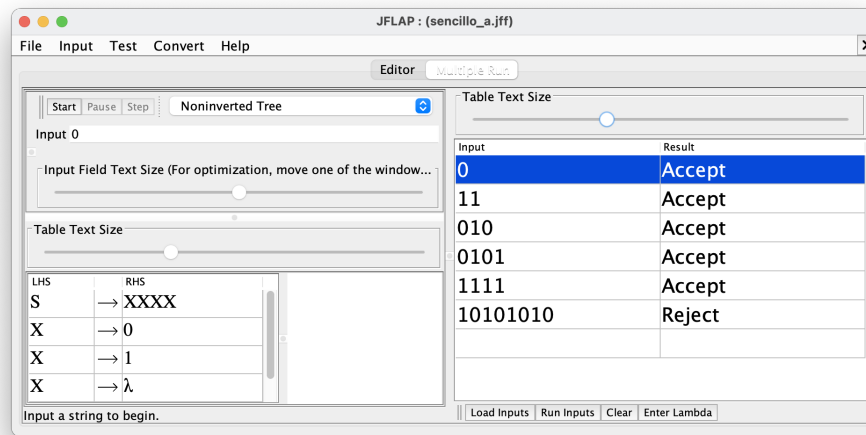 JFLAP : (sencillo_a.jff)
File Input Test Convert Help
Editor Multiple Run
Start Pause Step Noninverted Tree
Input 0
Input Field Text Size (For optimization, move one of the window...
Table Text Size
LHS RHS
S → XXXX
X → 0
X → 1
X → λ
Input a string to begin.
Table Text Size
Input Result
0 Accept
11 Accept
010 Accept
0101 Accept
1111 Accept
10101010 Reject
Load Inputs Run Inputs Clear Enter Lambda